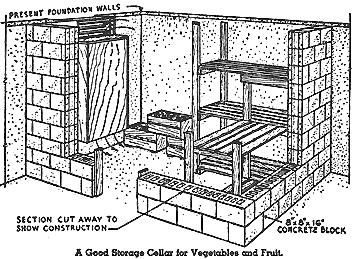 PRESENT FOUNDATION WALLS
SECTION CUT AWAY TO
SHOW CONSTRUCTION
8"x8"x16"
CONCRETE BLOCK
A Good Storage Cellar for Vegetables and Fruit.